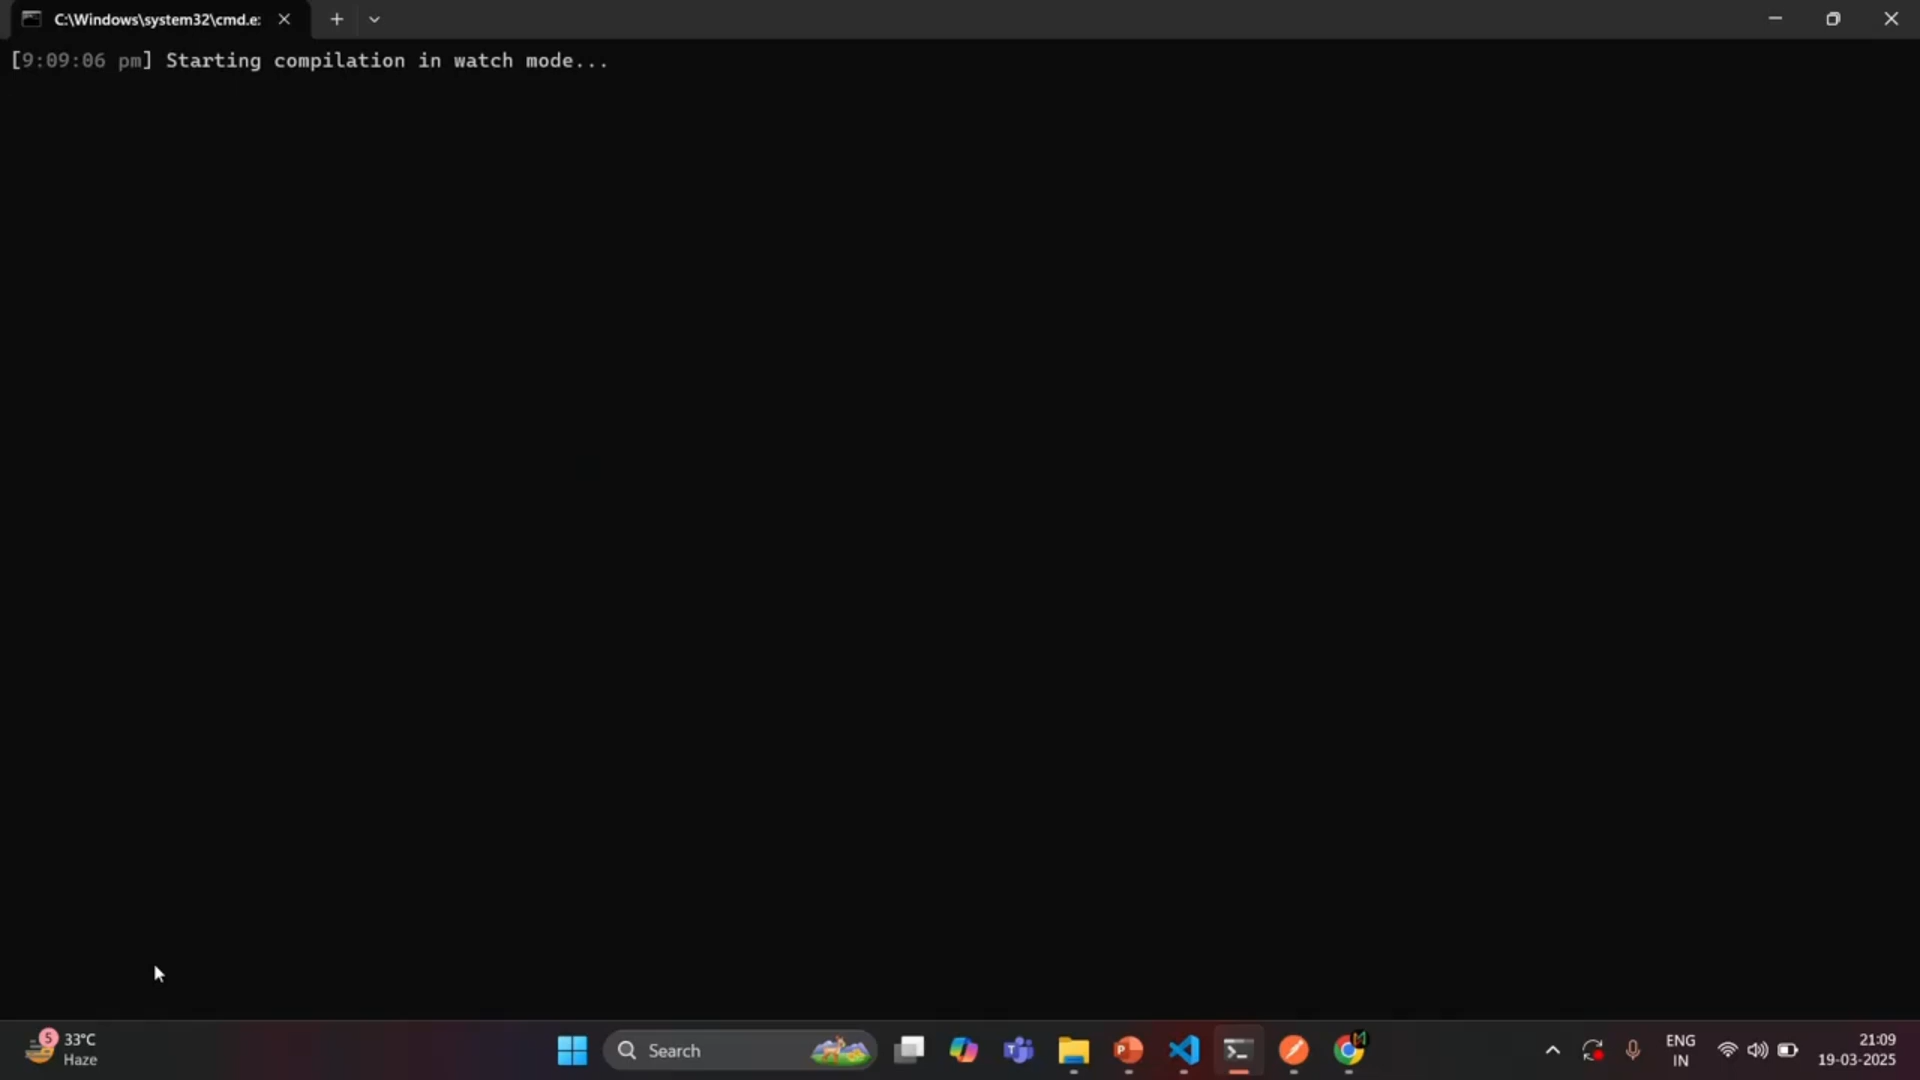 C:\Windows\system32\cmd.e:
[9:09:06 pm] Starting compilation in watch mode...
5
33°C
Haze
Search
ENG
IN
21:09
19-03-2025